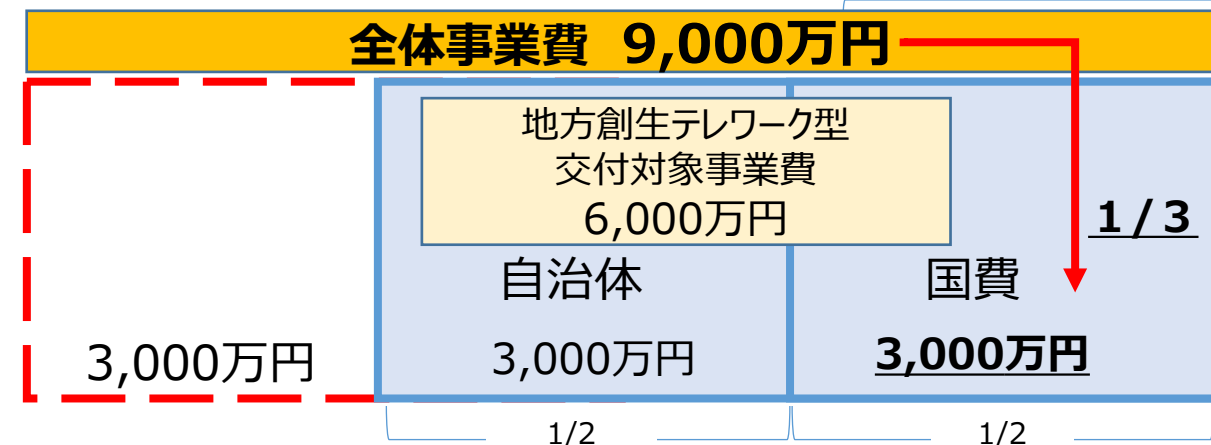 全体事業費 9,000万円
地方創生テレワーク型
交付対象事業費
6,000万円
1/3
自治体
国費
3,000万円
3,000万円
3,000万円
1/2
1/2